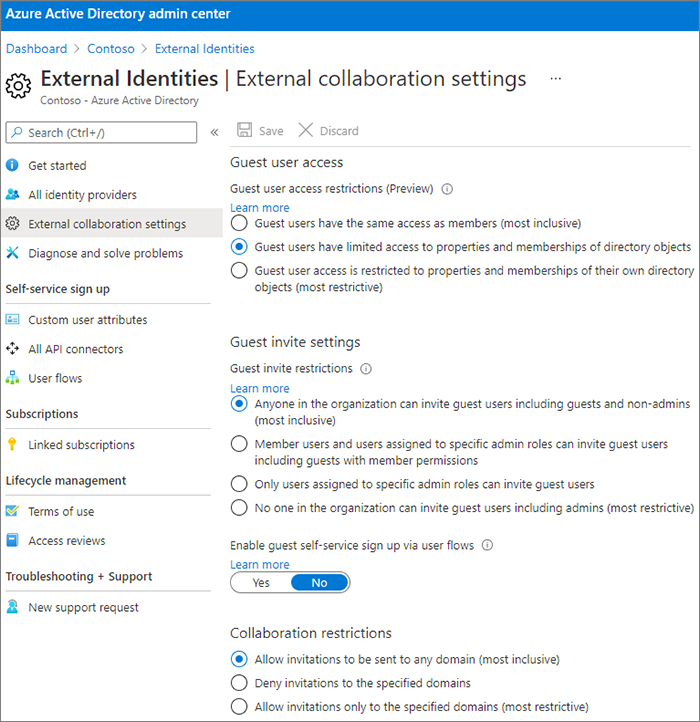 Azure Active Directory admin center
Dashboard > Contoso > External Identities
External Identities | External collaboration settings ...
Contoso - Azure Active Directory
Search (Ctrl+/)
«
Save
Discard
Get started
All identity providers
External collaboration settings
Diagnose and solve problems
Self-service sign up
Custom user attributes
All API connectors
User flows
Subscriptions
Linked subscriptions
Lifecycle management
Terms of use
Access reviews
Troubleshooting + Support
New support request
Guest user access
Guest user access restrictions (Preview)
Learn more
Guest users have the same access as members (most inclusive)
Guest users have limited access to properties and memberships of directory objects
Guest user access is restricted to properties and memberships of their own directory
objects (most restrictive)
Guest invite settings
Guest invite restrictions
Learn more
Anyone in the organization can invite guest users including guests and non-admins
(most inclusive)
Member users and users assigned to specific admin roles can invite guest users
including guests with member permissions
Only users assigned to specific admin roles can invite guest users
No one in the organization can invite guest users including admins (most restrictive)
Enable guest self-service sign up via user flows
Learn more
Yes No
Collaboration restrictions
Allow invitations to be sent to any domain (most inclusive)
Deny invitations to the specified domains
Allow invitations only to the specified domains (most restrictive)